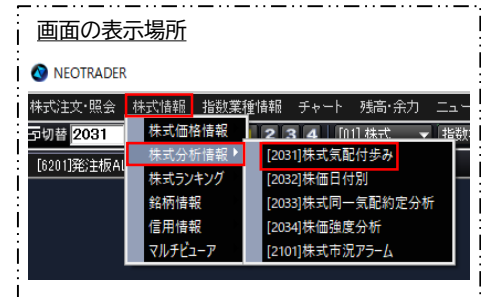 画面の表示場所
NEOTRADER
株式注文・照会 株式情報 指数業種情報 チャート 残高・余力 ニュー
切替 2031 2 3 4 [01]株式 指数
[6201]発注板AL
株式価格情報
株式分析情報
株式ランキング
銘柄情報
信用情報
マルチビューア
[2031]株式気配付歩み
[2032]株価日付別
[2033]株式同一気配約定分析
[2034]株価強度分析
[2101]株式市況アラーム